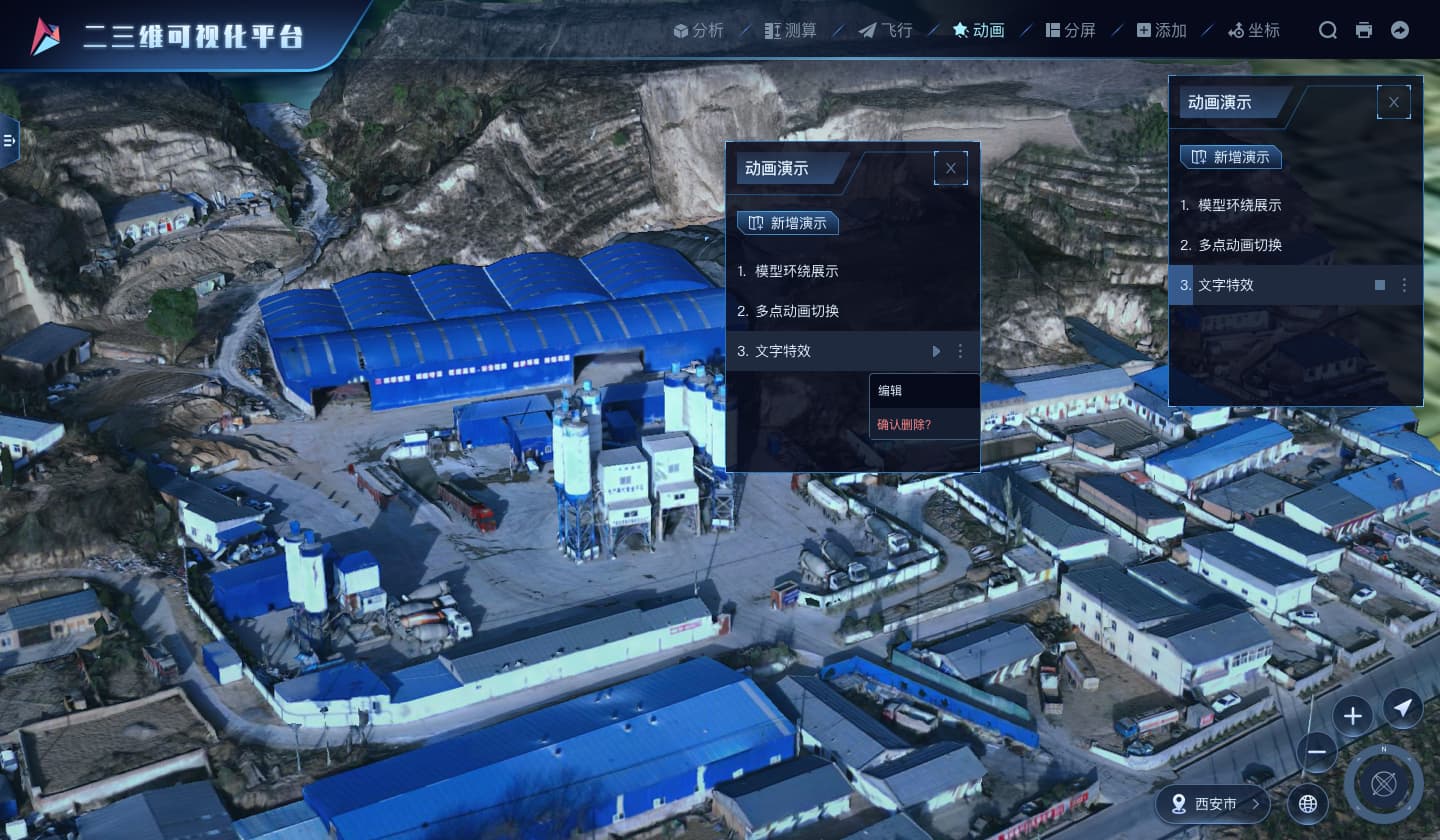 二三维可视化平台
分析
测算
飞行
动画
分屏
添加
坐标
动画演示
新增演示
1. 模型环绕展示
2. 多点动画切换
3. 文字特效
编辑
确认删除?
动画演示
新增演示
1. 模型环绕展示
2. 多点动画切换
3. 文字特效
N
西安市